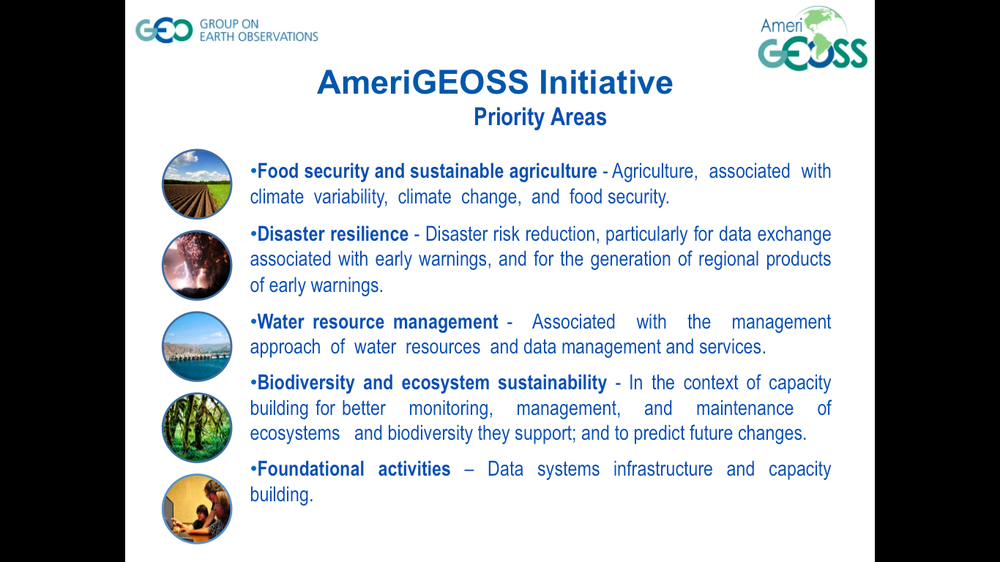 GEO GROUP ON
EARTH OBSERVATIONS
Ameri
GEOSS
AmeriGEOSS Initiative
Priority Areas
•Food security and sustainable agriculture - Agriculture, associated with
climate variability, climate change, and food security.
•Disaster resilience - Disaster risk reduction, particularly for data exchange
associated with early warnings, and for the generation of regional products
of early warnings.
•Water resource management - Associated with the management
approach of water resources and data management and services.
•Biodiversity and ecosystem sustainability - In the context of capacity
building for better monitoring, management, and maintenance of
ecosystems and biodiversity they support; and to predict future changes.
•Foundational activities – Data systems infrastructure and capacity
building.